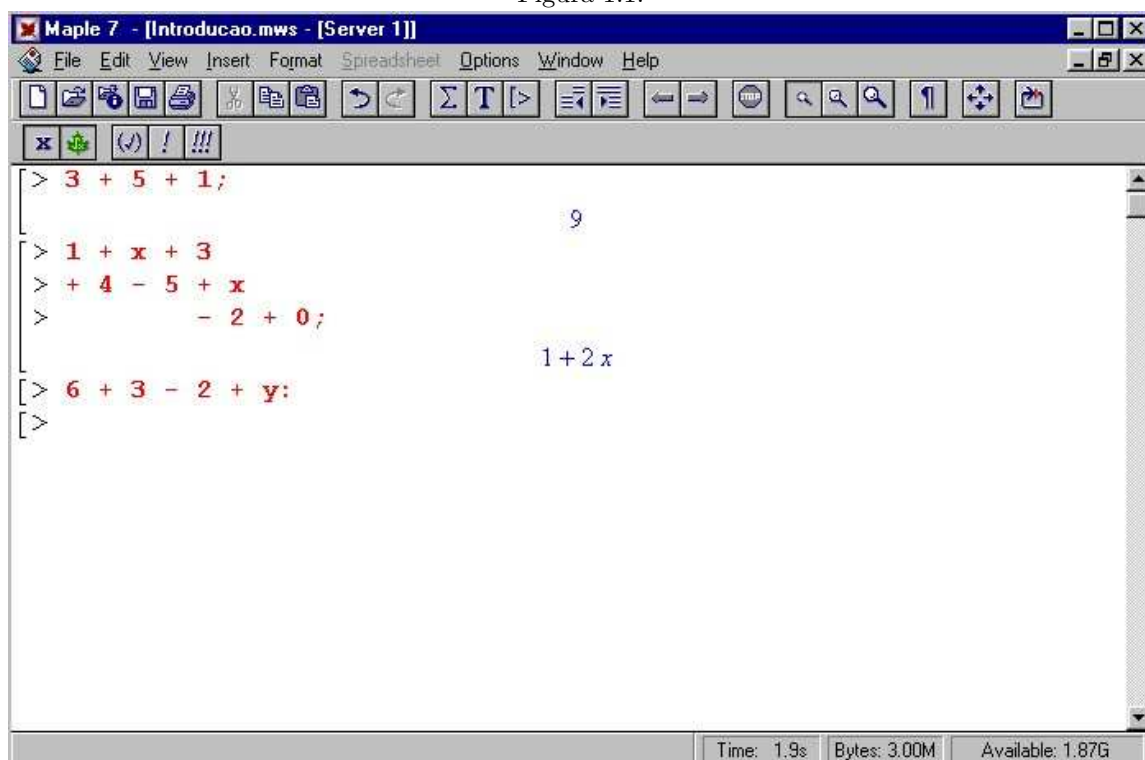 Figura 1.1:
Maple 7 - [Introducao.mws - [Server 1]]
File Edit View Insert Format Spreadsheet Options Window Help
Σ T [> STOP ¶
x (√) ! !!!
[> 3 + 5 + 1;
9
[> 1 + x + 3
> + 4 - 5 + x
> - 2 + 0;
1 + 2 x
[> 6 + 3 - 2 + y:
[>
Time: 1.9s Bytes: 3.00M Available: 1.87G